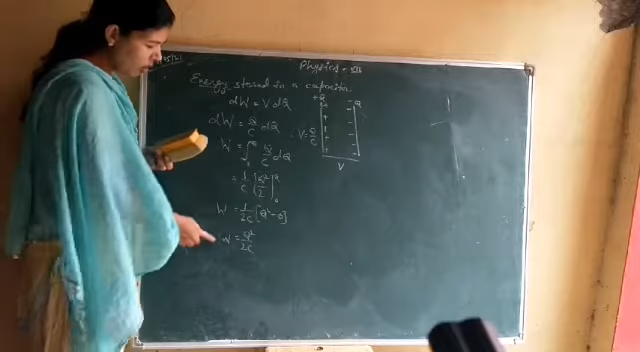 Physics
Energy stored in a capacitor
dW = V dQ
+Q -Q
dW = Q/C dQ
∴ V = Q/C
W = ∫₀^Q Q/C dQ
V
= 1/C [Q²/2]₀^Q
W = 1/2C [Q² - 0]
W = Q²/2C